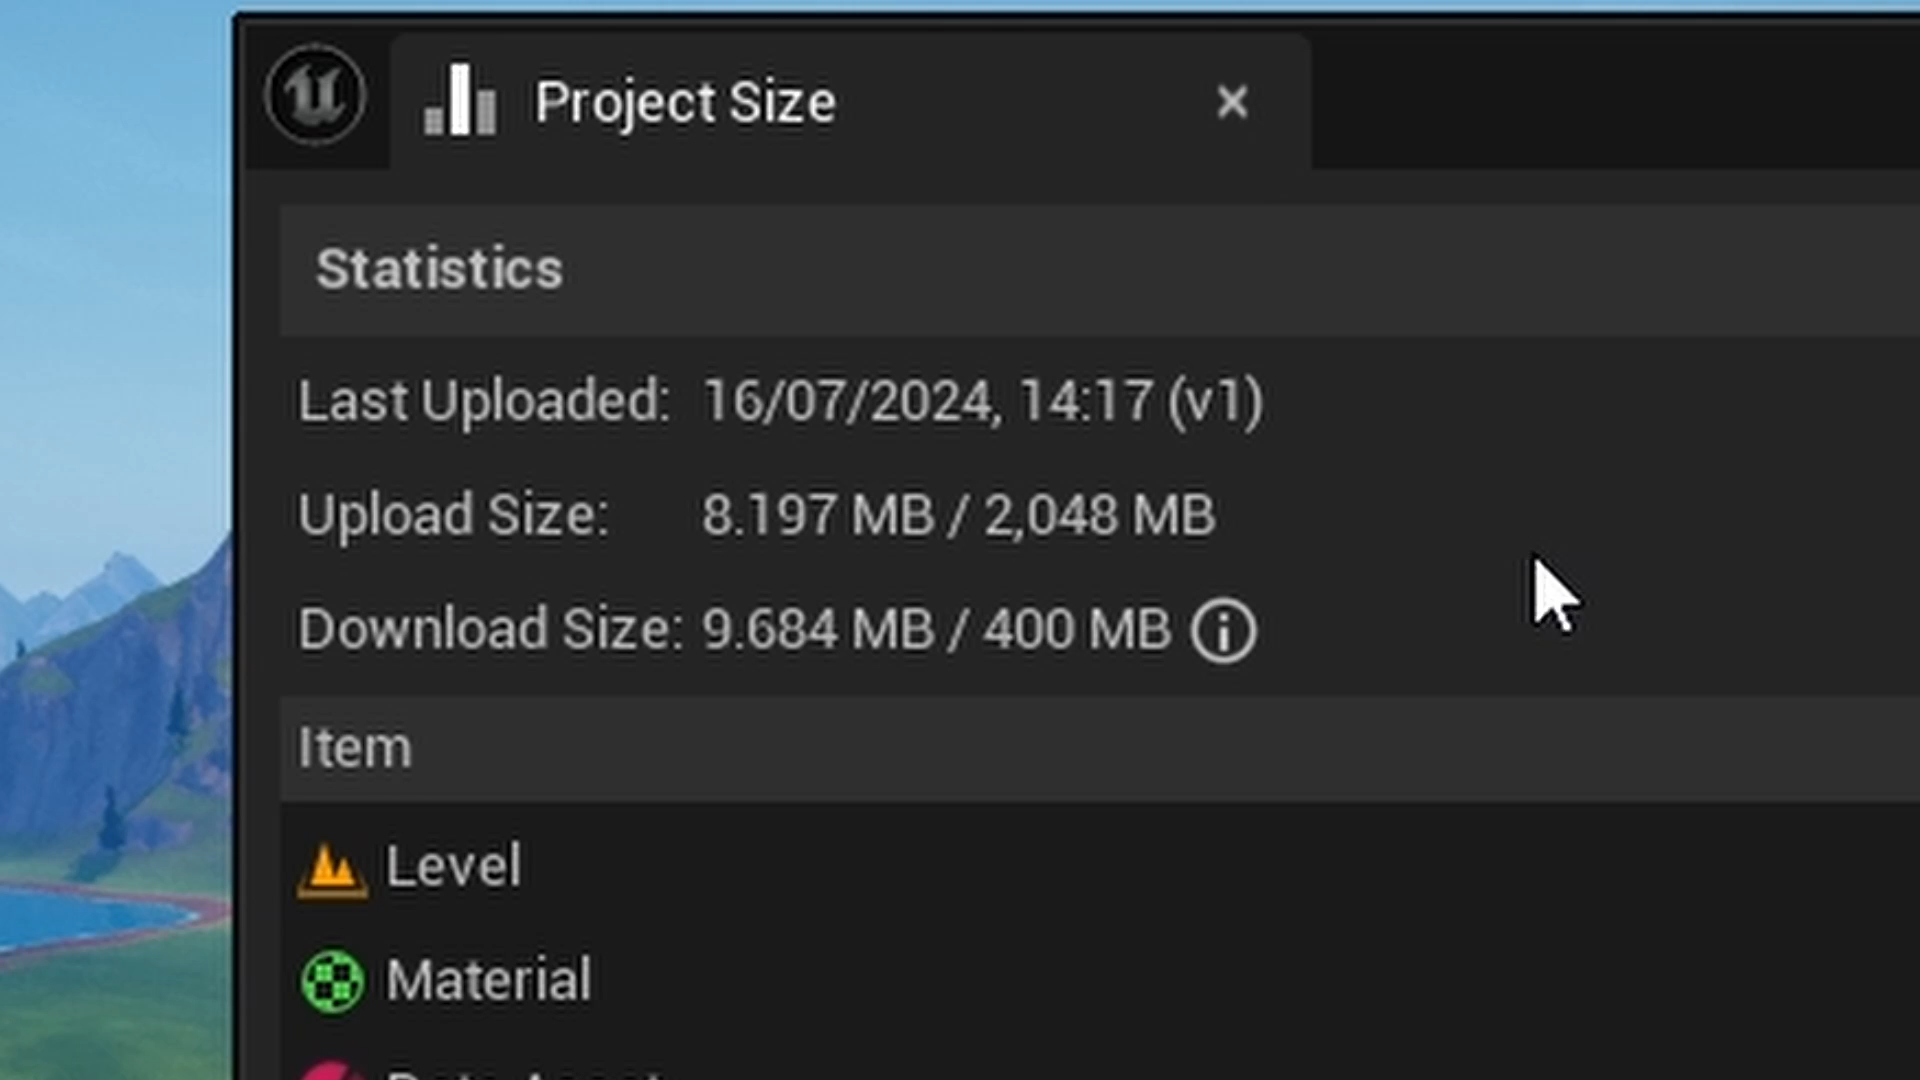 Project Size
Statistics
Last Uploaded: 16/07/2024, 14:17 (v1)
Upload Size: 8.197 MB / 2,048 MB
Download Size: 9.684 MB / 400 MB
Item
Level
Material